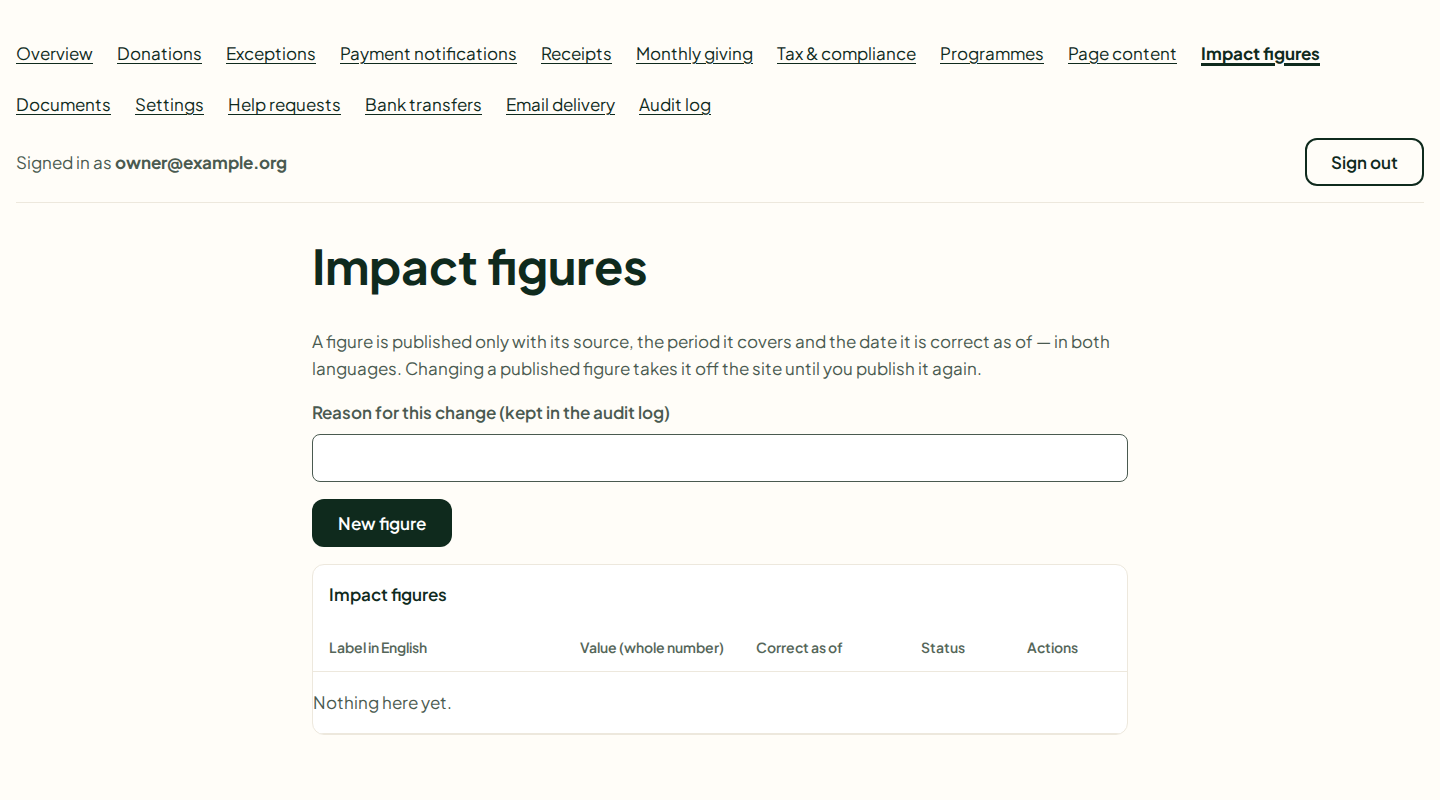 Overview Donations Exceptions Payment notifications Receipts Monthly giving Tax & compliance Programmes Page content Impact figures
Documents Settings Help requests Bank transfers Email delivery Audit log
Signed in as owner@example.org Sign out
Impact figures
A figure is published only with its source, the period it covers and the date it is correct as of — in both
languages. Changing a published figure takes it off the site until you publish it again.
Reason for this change (kept in the audit log)
New figure
Impact figures
Label in English Value (whole number) Correct as of Status Actions
Nothing here yet.